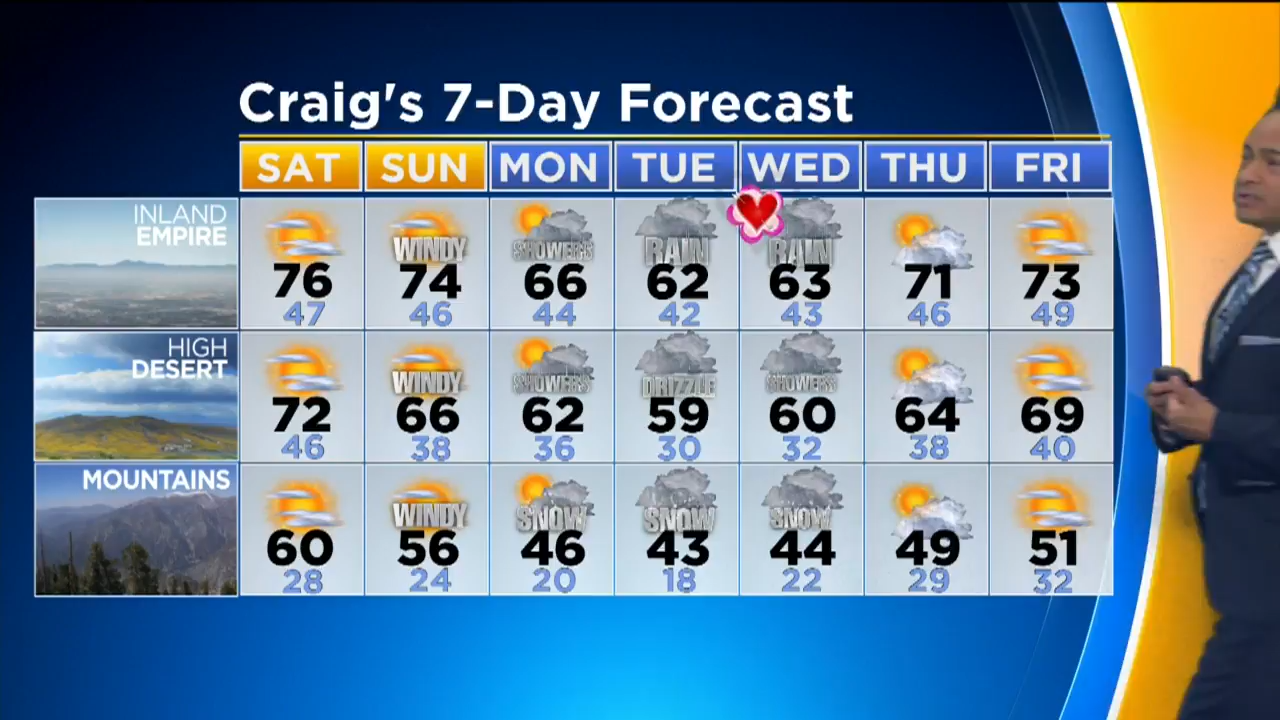 Craig's 7-Day Forecast
SAT SUN MON TUE WED THU FRI
INLAND
EMPIRE
WINDY SHOWERS RAIN RAIN
76 74 66 62 63 71 73
47 46 44 42 43 46 49
HIGH
DESERT
WINDY SHOWERS DRIZZLE SHOWERS
72 66 62 59 60 64 69
46 38 36 30 32 38 40
MOUNTAINS
WINDY SNOW SNOW SNOW
60 56 46 43 44 49 51
28 24 20 18 22 29 32